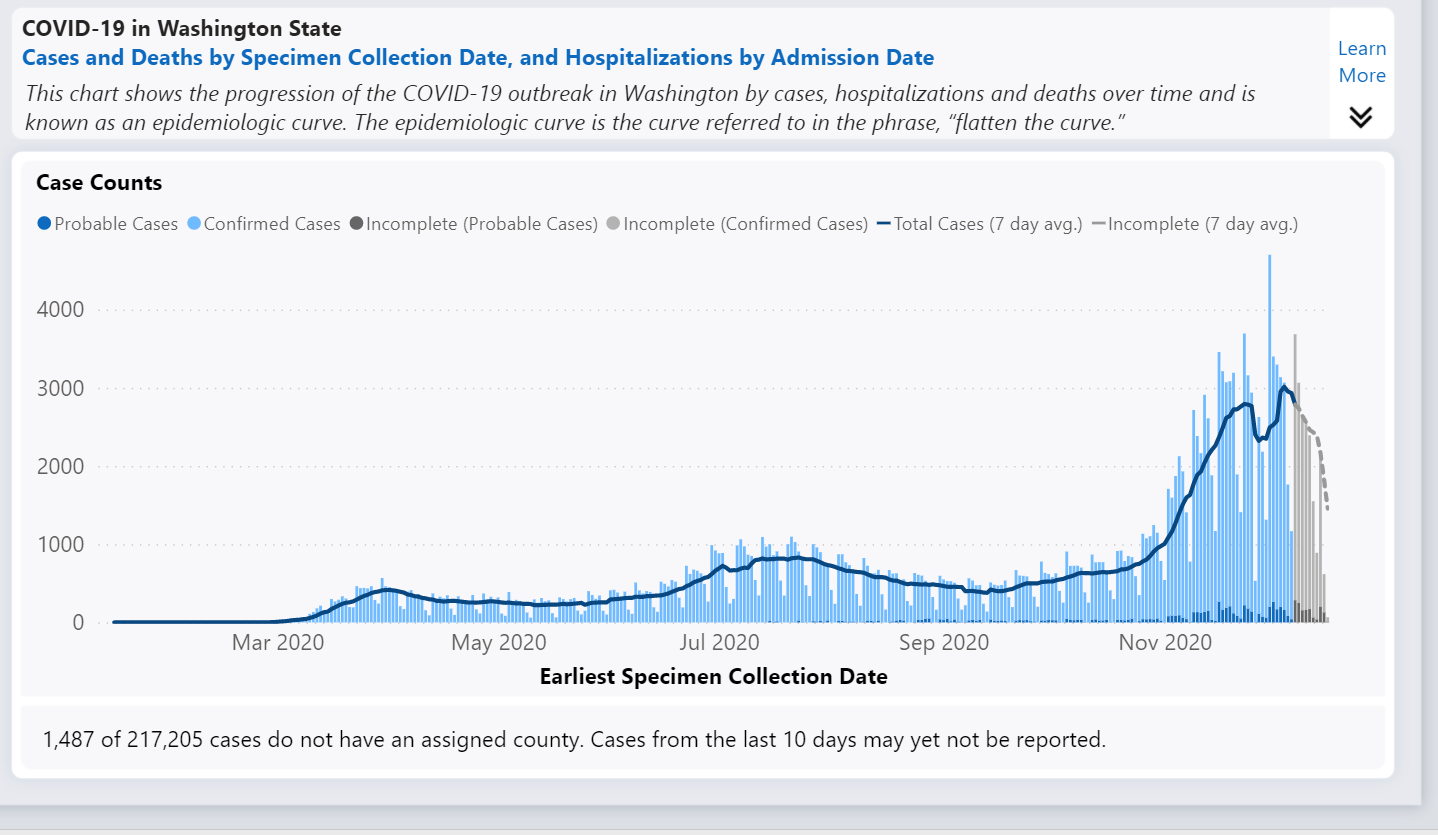 COVID-19 in Washington State
Cases and Deaths by Specimen Collection Date, and Hospitalizations by Admission Date
This chart shows the progression of the COVID-19 outbreak in Washington by cases, hospitalizations and deaths over time and is
known as an epidemiologic curve. The epidemiologic curve is the curve referred to in the phrase, “flatten the curve.”
Learn
More
Case Counts
Probable Cases Confirmed Cases Incomplete (Probable Cases) Incomplete (Confirmed Cases) Total Cases (7 day avg.) Incomplete (7 day avg.)
4000
3000
2000
1000
0
Mar 2020 May 2020 Jul 2020 Sep 2020 Nov 2020
Earliest Specimen Collection Date
1,487 of 217,205 cases do not have an assigned county. Cases from the last 10 days may yet not be reported.